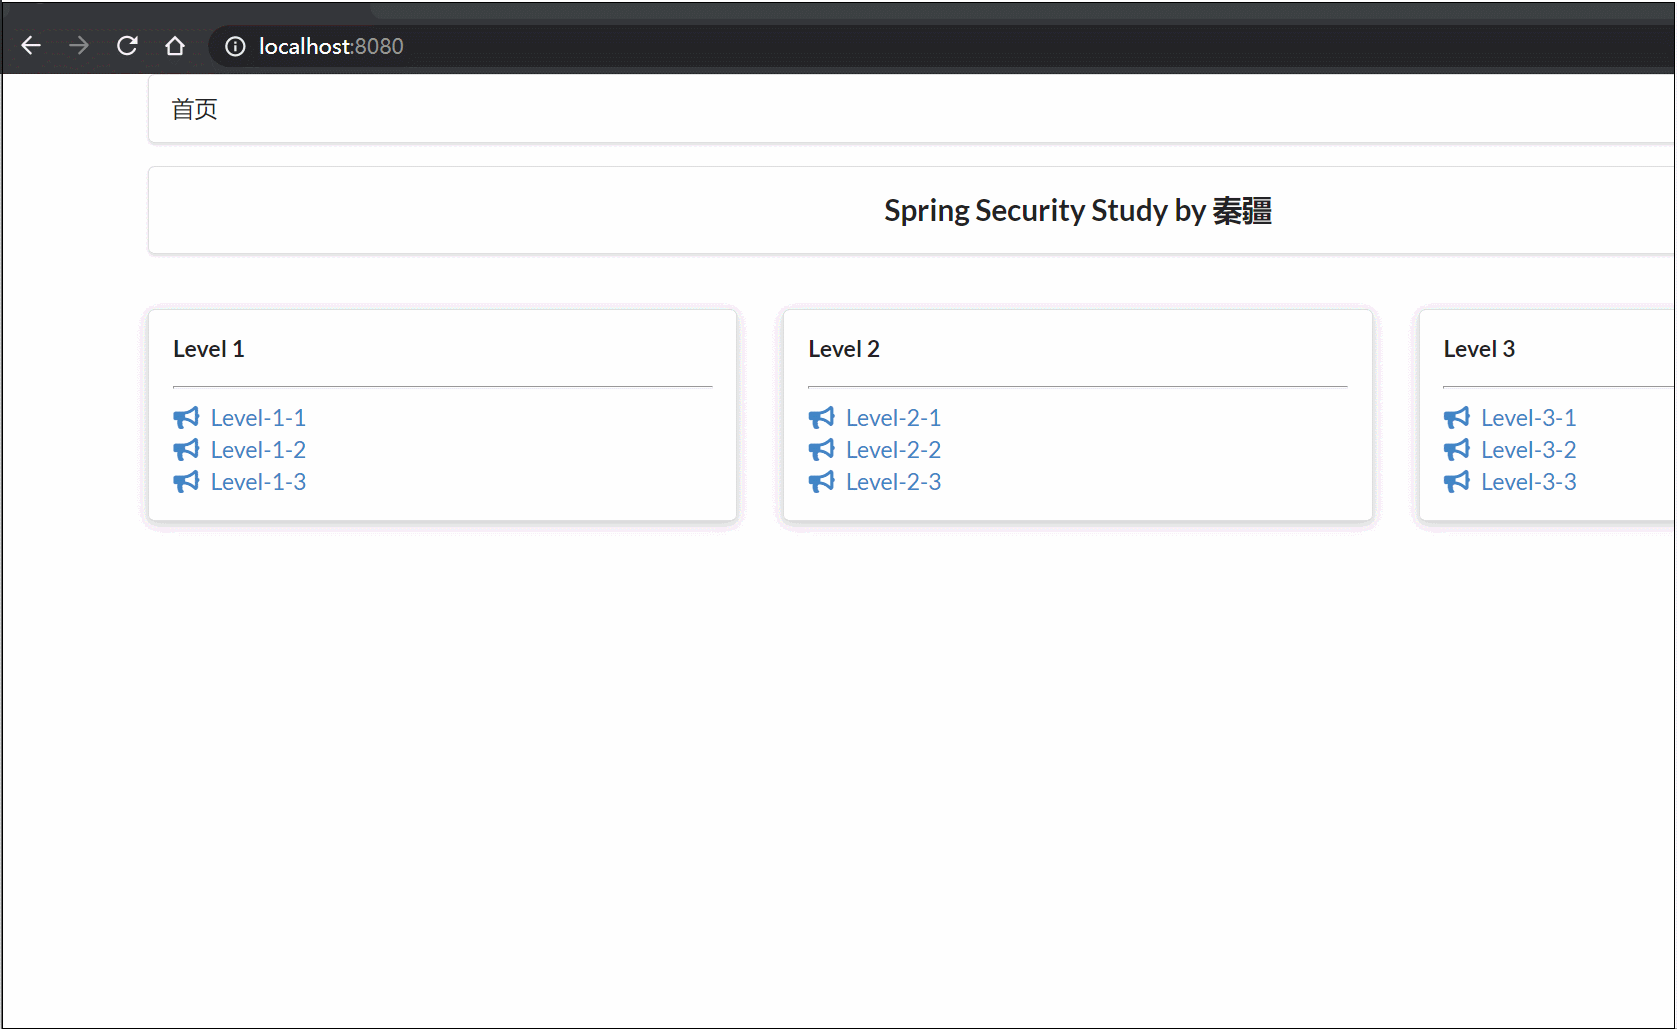 localhost:8080
首页
Spring Security Study by 秦疆
Level 1
Level-1-1
Level-1-2
Level-1-3
Level 2
Level-2-1
Level-2-2
Level-2-3
Level 3
Level-3-1
Level-3-2
Level-3-3